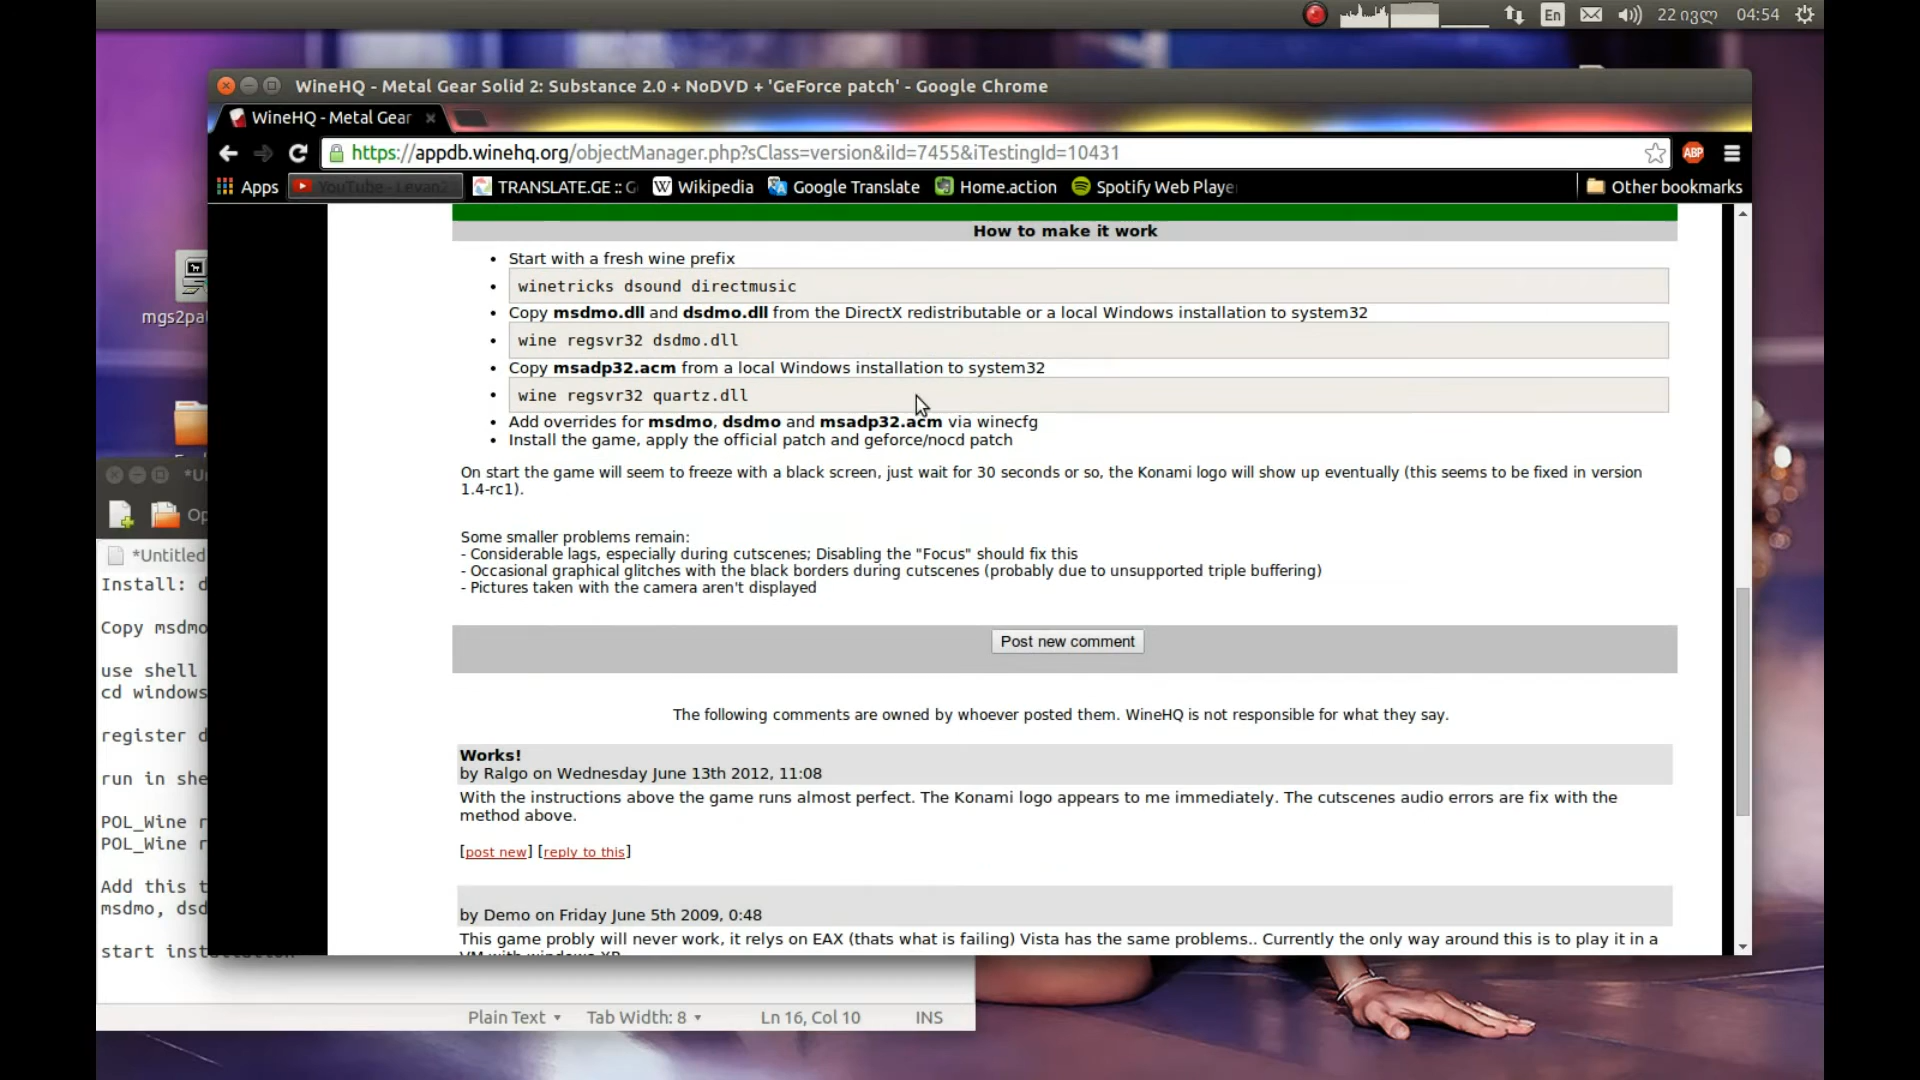 En 22 ივლ 04:54
WineHQ - Metal Gear Solid 2: Substance 2.0 + NoDVD + 'GeForce patch' - Google Chrome
WineHQ - Metal Gear
https://appdb.winehq.org/objectManager.php?sClass=version&iId=7455&iTestingId=10431
ABP
Apps YouTube - Levan2 TRANSLATE.GE :: G Wikipedia Google Translate Home.action Spotify Web Playe Other bookmarks
How to make it work
• Start with a fresh wine prefix
• winetricks dsound directmusic
• Copy msdmo.dll and dsdmo.dll from the DirectX redistributable or a local Windows installation to system32
• wine regsvr32 dsdmo.dll
• Copy msadp32.acm from a local Windows installation to system32
• wine regsvr32 quartz.dll
• Add overrides for msdmo, dsdmo and msadp32.acm via winecfg
• Install the game, apply the official patch and geforce/nocd patch
On start the game will seem to freeze with a black screen, just wait for 30 seconds or so, the Konami logo will show up eventually (this seems to be fixed in version
1.4-rc1).
Some smaller problems remain:
- Considerable lags, especially during cutscenes; Disabling the "Focus" should fix this
- Occasional graphical glitches with the black borders during cutscenes (probably due to unsupported triple buffering)
- Pictures taken with the camera aren't displayed
Post new comment
The following comments are owned by whoever posted them. WineHQ is not responsible for what they say.
Works!
by Ralgo on Wednesday June 13th 2012, 11:08
With the instructions above the game runs almost perfect. The Konami logo appears to me immediately. The cutscenes audio errors are fix with the
method above.
[post new] [reply to this]
by Demo on Friday June 5th 2009, 0:48
This game probly will never work, it relys on EAX (thats what is failing) Vista has the same problems.. Currently the only way around this is to play it in a
VM with windows XP
mgs2pa
*U
Op
*Untitled
Install: d
Copy msdmo
use shell
cd windows
register d
run in she
POL_Wine r
POL_Wine r
Add this t
msdmo, dsd
start installation
Plain Text Tab Width: 8 Ln 16, Col 10 INS